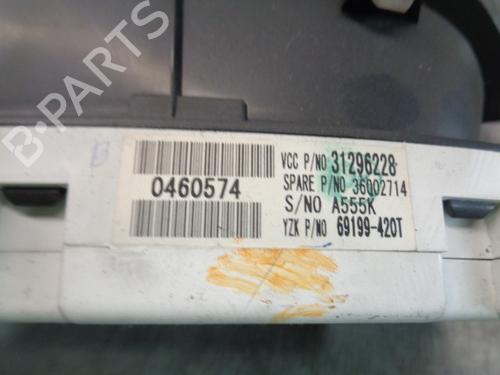 B-PARTS
B
0460574
VCC P/NO 31296228
SPARE P/NO 36002714
S/NO A555K
YZK P/NO 69199-420T